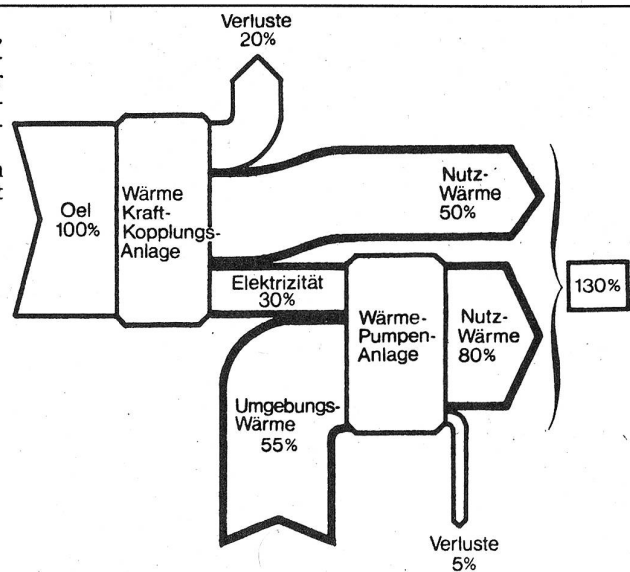 Verluste
20%
Oel
100%
Wärme
Kraft-
Kopplungs-
Anlage
Nutz-
Wärme
50%
Elektrizität
30%
Wärme-
Pumpen-
Anlage
Nutz-
Wärme
80%
130%
Umgebungs-
Wärme
55%
Verluste
5%